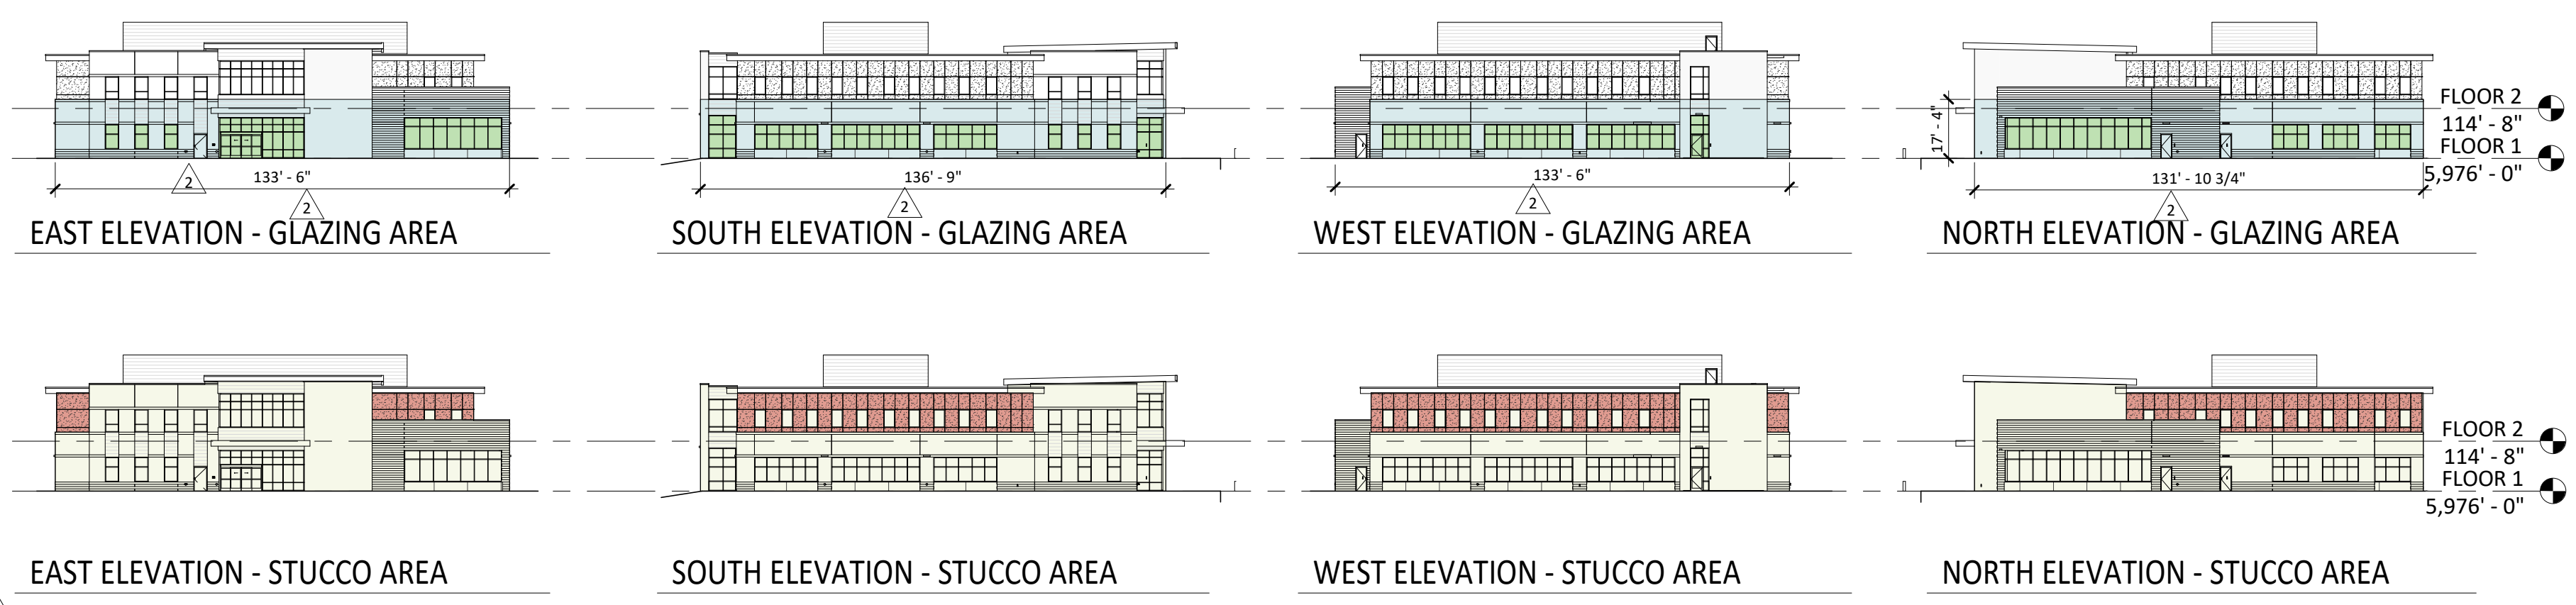 FLOOR 2
114' - 8"
17' - 4"
FLOOR 1
5,976' - 0"
133' - 6"
136' - 9"
133' - 6"
131' - 10 3/4"
2
2
2
2
2
EAST ELEVATION - GLAZING AREA
SOUTH ELEVATION - GLAZING AREA
WEST ELEVATION - GLAZING AREA
NORTH ELEVATION - GLAZING AREA
FLOOR 2
114' - 8"
FLOOR 1
5,976' - 0"
EAST ELEVATION - STUCCO AREA
SOUTH ELEVATION - STUCCO AREA
WEST ELEVATION - STUCCO AREA
NORTH ELEVATION - STUCCO AREA